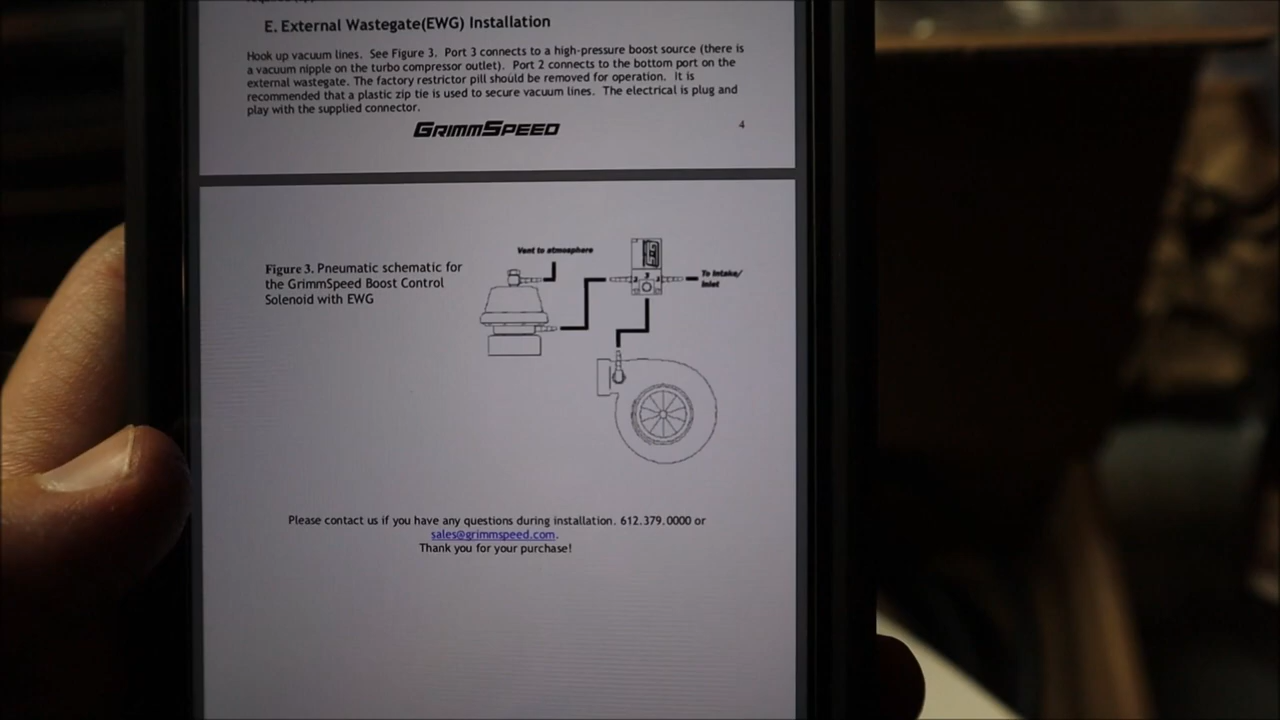 E. External Wastegate(EWG) Installation
Hook up vacuum lines. See Figure 3. Port 3 connects to a high-pressure boost source (there is
a vacuum nipple on the turbo compressor outlet). Port 2 connects to the bottom port on the
external wastegate. The factory restrictor pill should be removed for operation. It is
recommended that a plastic zip tie is used to secure vacuum lines. The electrical is plug and
play with the supplied connector.
GRIMMSPEED
4
Vent to atmosphere
Figure 3. Pneumatic schematic for
the GrimmSpeed Boost Control
Solenoid with EWG
2 3
To Intake/
Inlet
Please contact us if you have any questions during installation. 612.379.0000 or
sales@grimmspeed.com.
Thank you for your purchase!